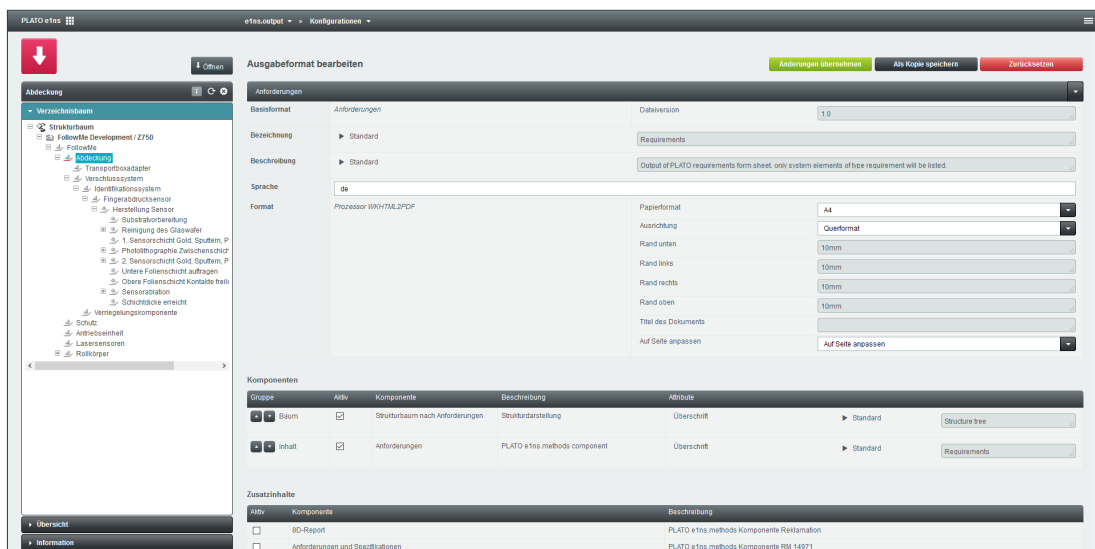 PLATO e1ns
e1ns.output » Konfigurationen
Öffnen
Ausgabeformat bearbeiten
Änderungen übernehmen
Als Kopie speichern
Zurücksetzen
Abdeckung
Verzeichnisbaum
Strukturbaum
FollowMe Development / Z750
FollowMe
Abdeckung
Transportboxadapter
Verschlusssystem
Identifikationssystem
Fingerabdrucksensor
Herstellung Sensor
Substratvorbereitung
Reinigung des Glaswafer
1. Sensorschicht Gold, Sputtern, P
Photolithographie Zwischenschich
2. Sensorschicht Gold, Sputtern, P
Untere Folienschicht auftragen
Obere Folienschicht Kontakte freil
Sensorablation
Schichtdicke erreicht
Verriegelungskomponente
Schutz
Antriebseinheit
Lasersensoren
Rollkörper
Übersicht
Information
Anforderungen
Basisformat Anforderungen Dateiversion 1.0
Bezeichnung Standard Requirements
Beschreibung Standard Output of PLATO requirements form sheet, only system elements of type requirement will be listed.
Sprache de
Format Prozessor WKHTML2PDF Papierformat A4
Ausrichtung Querformat
Rand unten 10mm
Rand links 10mm
Rand rechts 10mm
Rand oben 10mm
Titel des Dokuments
Auf Seite anpassen Auf Seite anpassen
Komponenten
Gruppe Aktiv Komponente Beschreibung Attribute
Baum Strukturbaum nach Anforderungen Strukturdarstellung Überschrift Standard Structure tree
Inhalt Anforderungen PLATO e1ns.methods component Überschrift Standard Requirements
Zusatzinhalte
Aktiv Komponente Beschreibung
8D-Report PLATO e1ns.methods Komponente Reklamation
Anforderungen und Spezifikationen PLATO e1ns.methods Komponente RM 14971